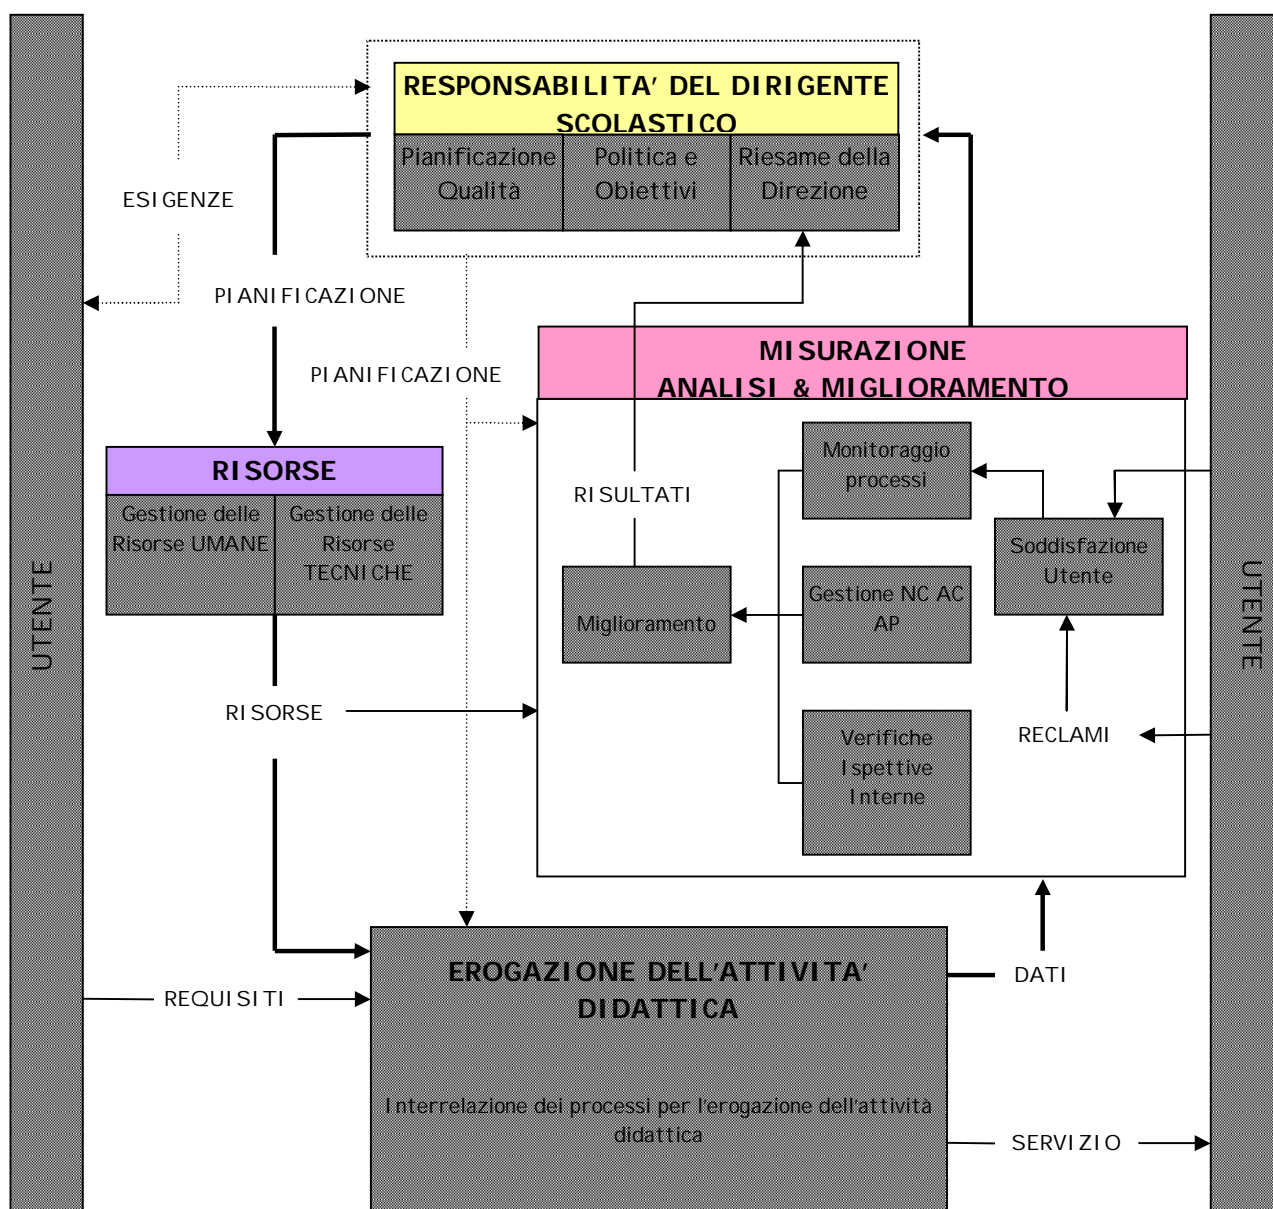 RESPONSABILITA' DEL DIRIGENTE
SCOLASTICO
Pianificazione
Qualità
Politica e
Obiettivi
Riesame della
Direzione
ESIGENZE
PIANIFICAZIONE
PIANIFICAZIONE
MISURAZIONE
ANALISI & MIGLIORAMENTO
RISORSE
Gestione delle
Risorse UMANE
Gestione delle
Risorse
TECNICHE
RISULTATI
Monitoraggio
processi
Soddisfazione
Utente
Miglioramento
Gestione NC AC
AP
Verifiche
Ispettive
Interne
RECLAMI
UTENTE
UTENTE
RISORSE
EROGAZIONE DELL'ATTIVITA'
DIDATTICA
Interrelazione dei processi per l'erogazione dell'attività
didattica
DATI
REQUISITI
SERVIZIO